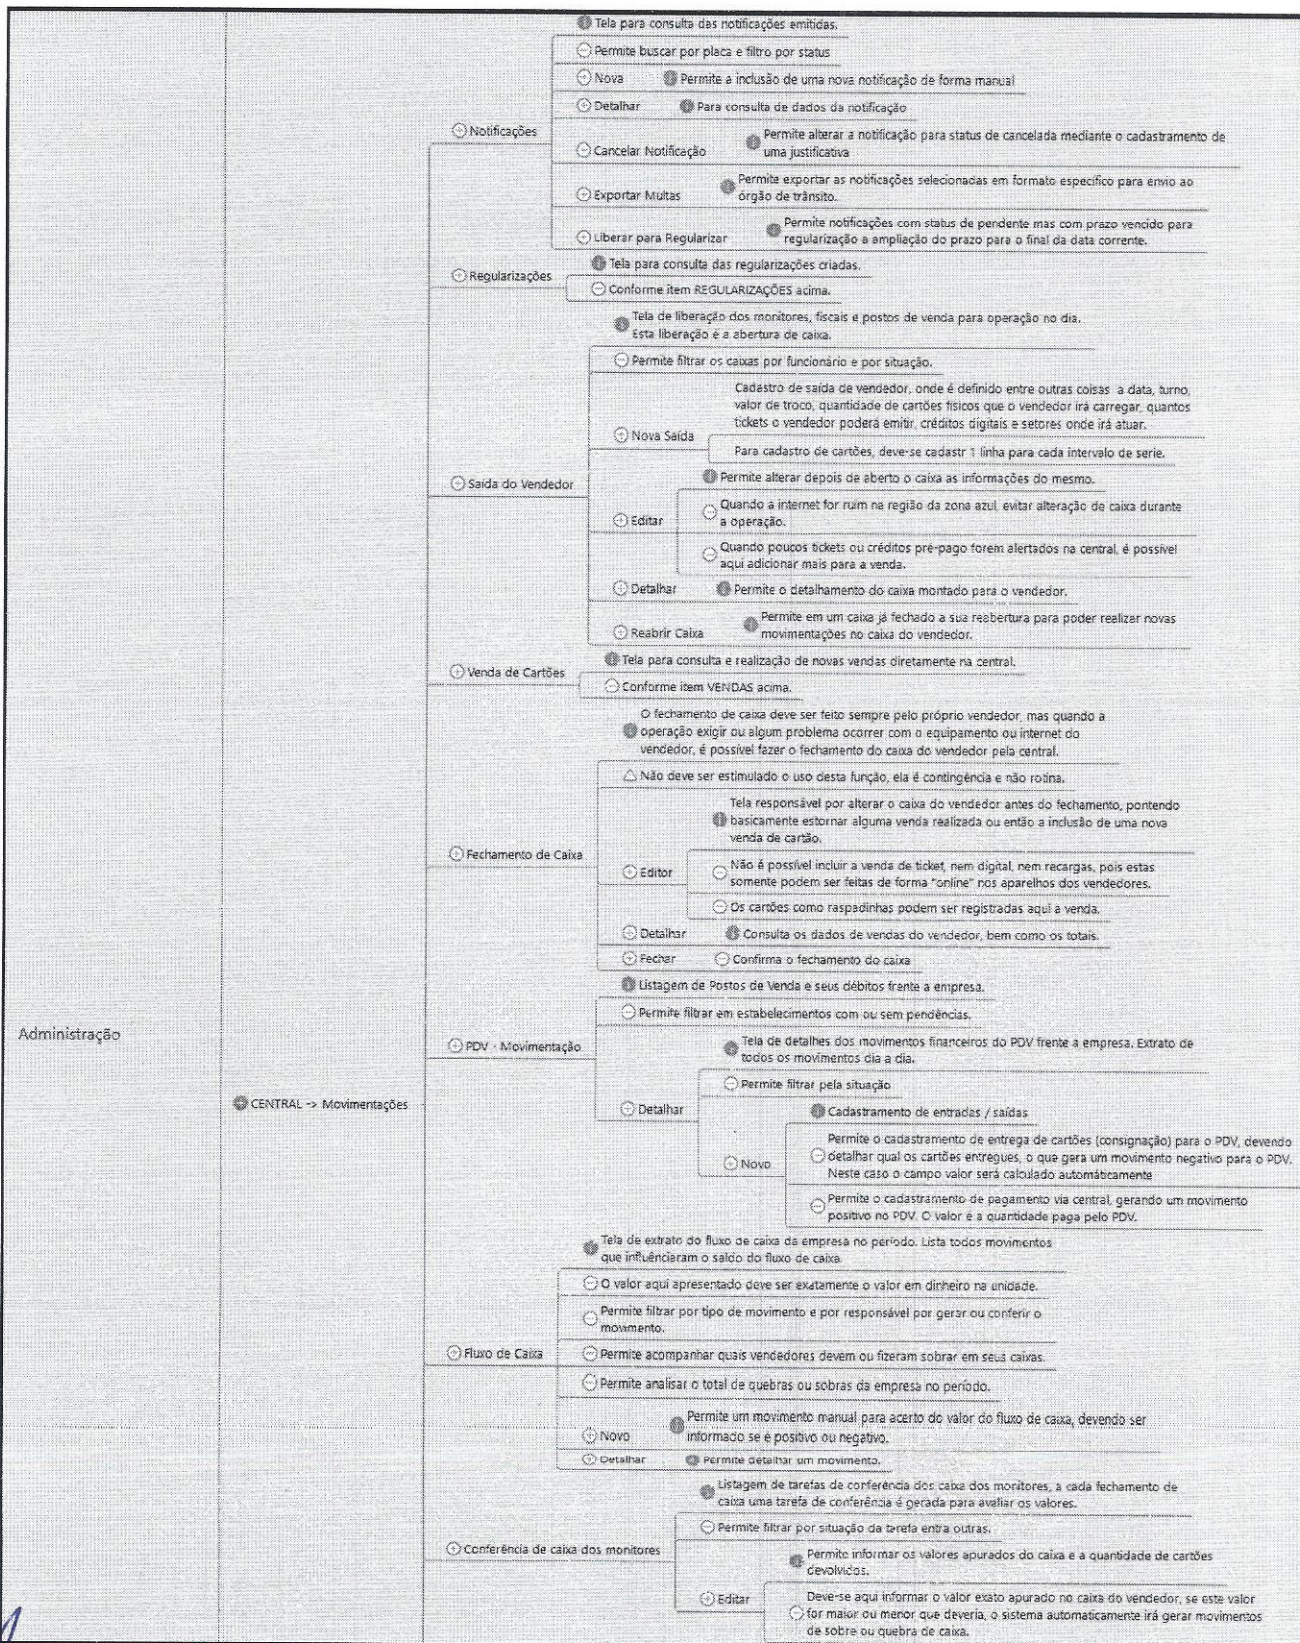 Tela para consulta das notificações emitidas.
Permite buscar por placa e filtro por status
Nova
Permite a inclusão de uma nova notificação de forma manual
Detalhar
Para consulta de dados da notificação
Notificações
Permite alterar a notificação para status de cancelada mediante o cadastramento de
uma justificativa
Cancelar Notificação
Permite exportar as notificações selecionadas em formato especifico para envio ao
órgão de trânsito.
Exportar Multas
Permite notificações com status de pendente mas com prazo vencido para
regularização a ampliação do prazo para o final da data corrente.
Liberar para Regularizar
Tela para consulta das regularizações criadas.
Regularizações
Conforme item REGULARIZAÇÕES acima.
Tela de liberação dos monitores, fiscais e postos de venda para operação no dia.
Esta liberação é a abertura de caixa.
Permite filtrar os caixas por funcionário e por situação.
Cadastro de saída de vendedor, onde é definido entre outras coisas a data, turno,
valor de troco, quantidade de cartões físicos que o vendedor irá carregar, quantos
tickets o vendedor poderá emitir, créditos digitais e setores onde irá atuar.
Nova Saída
Para cadastro de cartões, deve-se cadastr 1 linha para cada intervalo de serie.
Saída do Vendedor
Permite alterar depois de aberto o caixa as informações do mesmo.
Quando a internet for ruim na região da zona azul, evitar alteração de caixa durante
a operação.
Editar
Quando poucos tickets ou créditos pré-pago forem alertados na central, é possível
aqui adicionar mais para a venda.
Detalhar
Permite o detalhamento do caixa montado para o vendedor.
Permite em um caixa já fechado a sua reabertura para poder realizar novas
movimentações no caixa do vendedor.
Reabrir Caixa
Tela para consulta e realização de novas vendas diretamente na central.
Venda de Cartões
Conforme item VENDAS acima.
O fechamento de caixa deve ser feito sempre pelo próprio vendedor, mas quando a
operação exigir ou algum problema ocorrer com o equipamento ou internet do
vendedor, é possível fazer o fechamento do caixa do vendedor pela central.
Não deve ser estimulado o uso desta função, ela é contingência e não rotina.
Tela responsável por alterar o caixa do vendedor antes do fechamento, pontendo
basicamente estornar alguma venda realizada ou então a inclusão de uma nova
venda de cartão.
Fechamento de Caixa
Editor
Não é possível incluir a venda de ticket, nem digital, nem recargas, pois estas
somente podem ser feitas de forma "online" nos aparelhos dos vendedores.
Os cartões como raspadinhas podem ser registradas aqui a venda.
Detalhar
Consulta os dados de vendas do vendedor, bem como os totais.
Fechar
Confirma o fechamento do caixa
Listagem de Postos de Venda e seus débitos frente a empresa.
Permite filtrar em estabelecimentos com ou sem pendências.
Administração
PDV - Movimentação
Tela de detalhes dos movimentos financeiros do PDV frente a empresa. Extrato de
todos os movimentos dia a dia.
Permite filtrar pela situação
CENTRAL -> Movimentações
Detalhar
Cadastramento de entradas / saídas
Permite o cadastramento de entrega de cartões (consignação) para o PDV, devendo
detalhar qual os cartões entregues, o que gera um movimento negativo para o PDV.
Neste caso o campo valor será calculado automáticamente
Novo
Permite o cadastramento de pagamento via central, gerando um movimento
positivo no PDV. O valor é a quantidade paga pelo PDV.
Tela de extrato do fluxo de caixa da empresa no período. Lista todos movimentos
que influênciaram o saldo do fluxo de caixa
O valor aqui apresentado deve ser exatamente o valor em dinheiro na unidade.
Permite filtrar por tipo de movimento e por responsável por gerar ou conferir o
movimento.
Fluxo de Caixa
Permite acompanhar quais vendedores devem ou fizeram sobrar em seus caixas.
Permite analisar o total de quebras ou sobras da empresa no período.
Permite um movimento manual para acerto do valor do fluxo de caixa, devendo ser
informado se é positivo ou negativo.
Novo
Detalhar
Permite detalhar um movimento.
Listagem de tarefas de conferência dos caixa dos monitores, a cada fechamento de
caixa uma tarefa de conferência é gerada para avaliar os valores.
Permite filtrar por situação da tarefa entra outras.
Conferência de caixa dos monitores
Permite informar os valores apurados do caixa e a quantidade de cartões
devolvidos.
Editar
Deve-se aqui informar o valor exato apurado no caixa do vendedor, se este valor
for maior ou menor que deveria, o sistema automaticamente irá gerar movimentos
de sobre ou quebra de caixa.